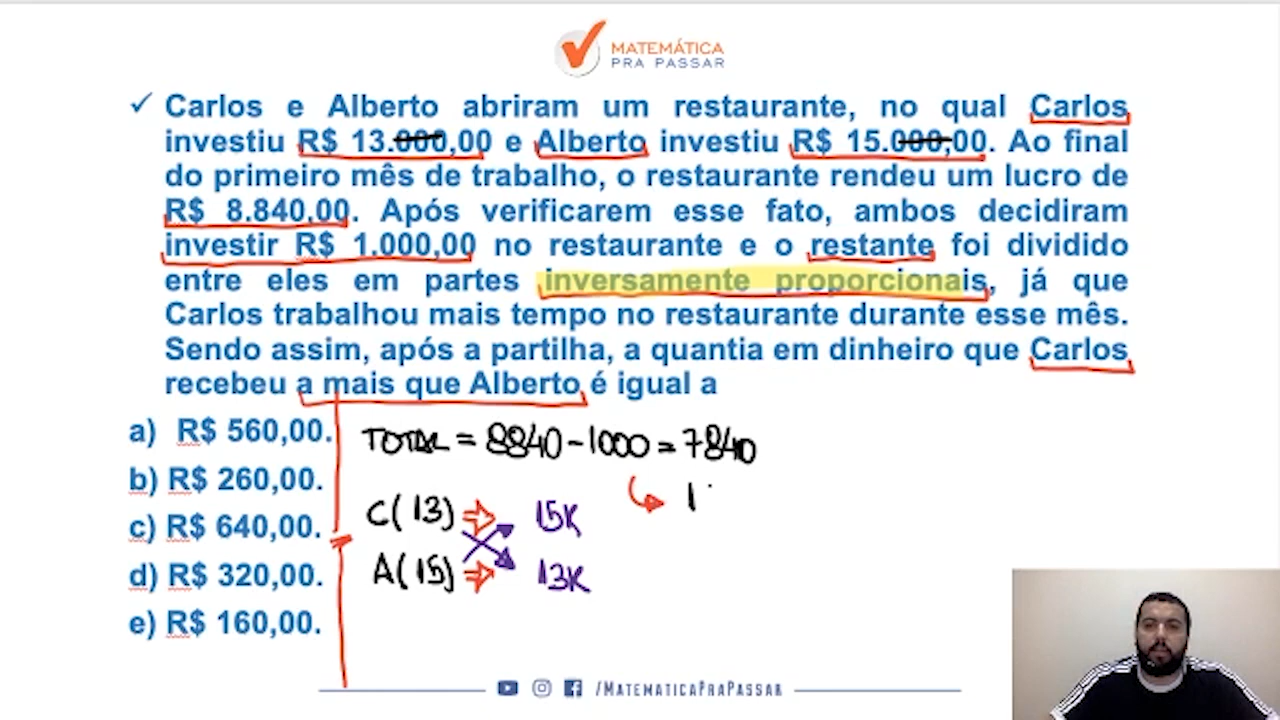 MATEMÁTICA
PRA PASSAR
✓ Carlos e Alberto abriram um restaurante, no qual Carlos
investiu R$ 13.000,00 e Alberto investiu R$ 15.000,00. Ao final
do primeiro mês de trabalho, o restaurante rendeu um lucro de
R$ 8.840,00. Após verificarem esse fato, ambos decidiram
investir R$ 1.000,00 no restaurante e o restante foi dividido
entre eles em partes inversamente proporcionais, já que
Carlos trabalhou mais tempo no restaurante durante esse mês.
Sendo assim, após a partilha, a quantia em dinheiro que Carlos
recebeu a mais que Alberto é igual a
a) R$ 560,00.
b) R$ 260,00.
c) R$ 640,00.
d) R$ 320,00.
e) R$ 160,00.
TOTAL = 8840 - 1000 = 7840
C(13) ⇒ 15K
A(15) ⇒ 13K
/MATEMATICAPRAPASSAR